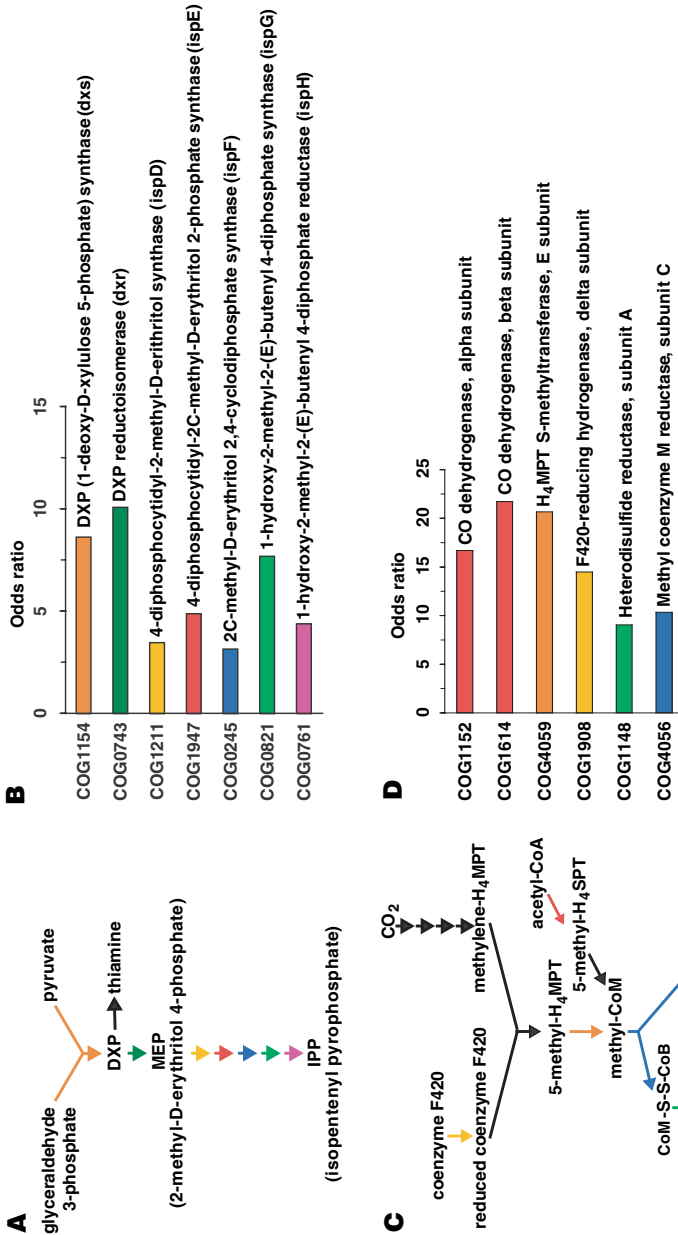 A
glyceraldehyde
3-phosphate
pyruvate
DXP
thiamine
MEP
(2-methyl-D-erythritol 4-phosphate)
IPP
(isopentenyl pyrophosphate)
B
Odds ratio
0
5
10
15
COG1154
DXP (1-deoxy-D-xylulose 5-phosphate) synthase (dxs)
COG0743
DXP reductoisomerase (dxr)
COG1211
4-diphosphocytidyl-2-methyl-D-erithritol synthase (ispD)
COG1947
4-diphosphocytidyl-2C-methyl-D-erythritol 2-phosphate synthase (ispE)
COG0245
2C-methyl-D-erythritol 2,4-cyclodiphosphate synthase (ispF)
COG0821
1-hydroxy-2-methyl-2-(E)-butenyl 4-diphosphate synthase (ispG)
COG0761
1-hydroxy-2-methyl-2-(E)-butenyl 4-diphosphate reductase (ispH)
C
CO2
coenzyme F420
reduced coenzyme F420
methylene-H4MPT
acetyl-CoA
5-methyl-H4MPT
5-methyl-H4SPT
methyl-CoM
CoM -S-S-CoB
D
Odds ratio
0
5
10
15
20
25
COG1152
CO dehydrogenase, alpha subunit
COG1614
CO dehydrogenase, beta subunit
COG4059
H4MPT S-methyltransferase, E subunit
COG1908
F420-reducing hydrogenase, delta subunit
COG1148
Heterodisulfide reductase, subunit A
COG4056
Methyl coenzyme M reductase, subunit C